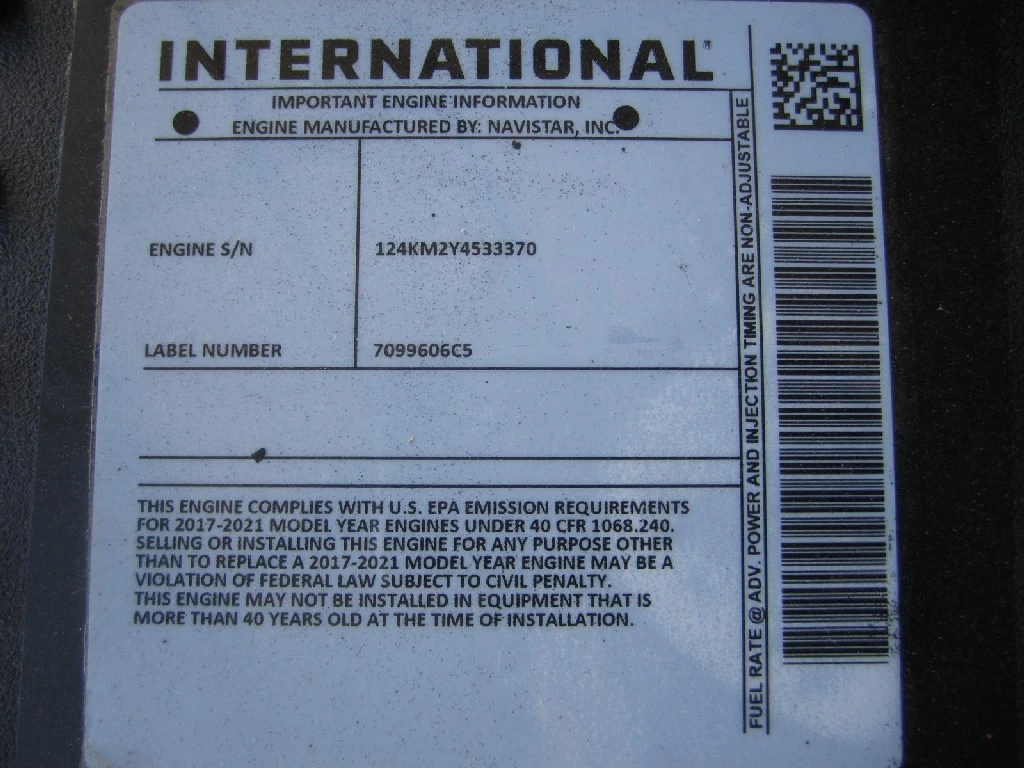 INTERNATIONAL
IMPORTANT ENGINE INFORMATION
ENGINE MANUFACTURED BY: NAVISTAR, INC.
ENGINE S/N 124KM2Y4533370
LABEL NUMBER 7099606C5
THIS ENGINE COMPLIES WITH U.S. EPA EMISSION REQUIREMENTS
FOR 2017-2021 MODEL YEAR ENGINES UNDER 40 CFR 1068.240.
SELLING OR INSTALLING THIS ENGINE FOR ANY PURPOSE OTHER
THAN TO REPLACE A 2017-2021 MODEL YEAR ENGINE MAY BE A
VIOLATION OF FEDERAL LAW SUBJECT TO CIVIL PENALTY.
THIS ENGINE MAY NOT BE INSTALLED IN EQUIPMENT THAT IS
MORE THAN 40 YEARS OLD AT THE TIME OF INSTALLATION.
FUEL RATE @ ADV. POWER AND INJECTION TIMING ARE NON-ADJUSTABLE